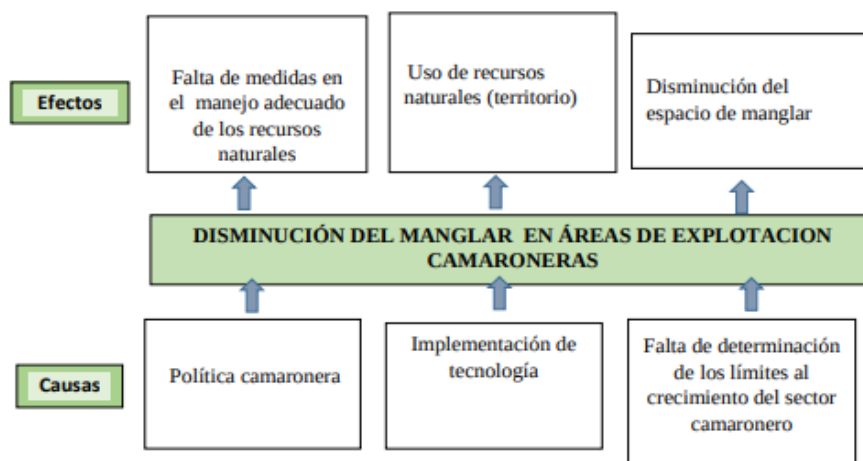 Efectos
Falta de medidas en
el manejo adecuado
de los recursos
naturales
Uso de recursos
naturales (territorio)
Disminución del
espacio de manglar
DISMINUCIÓN DEL MANGLAR EN ÁREAS DE EXPLOTACION
CAMARONERAS
Causas
Política camaronera
Implementación de
tecnología
Falta de determinación
de los límites al
crecimiento del sector
camaronero